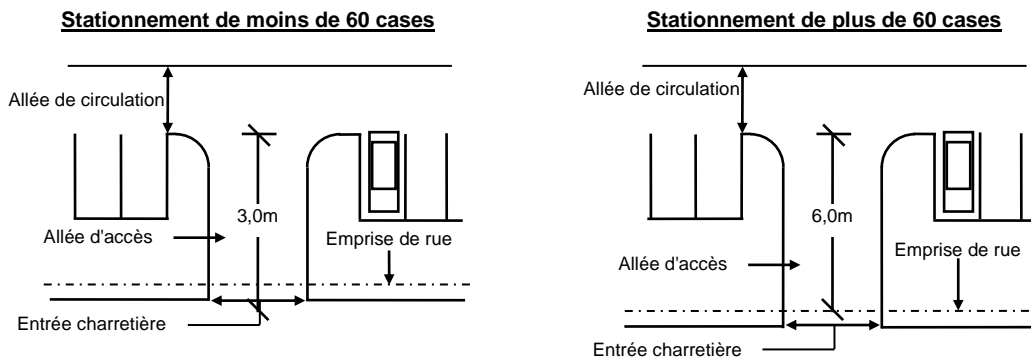 Stationnement de moins de 60 cases
Allée de circulation
3,0m
Allée d'accès
Emprise de rue
Entrée charretière
Stationnement de plus de 60 cases
Allée de circulation
6,0m
Allée d'accès
Emprise de rue
Entrée charretière